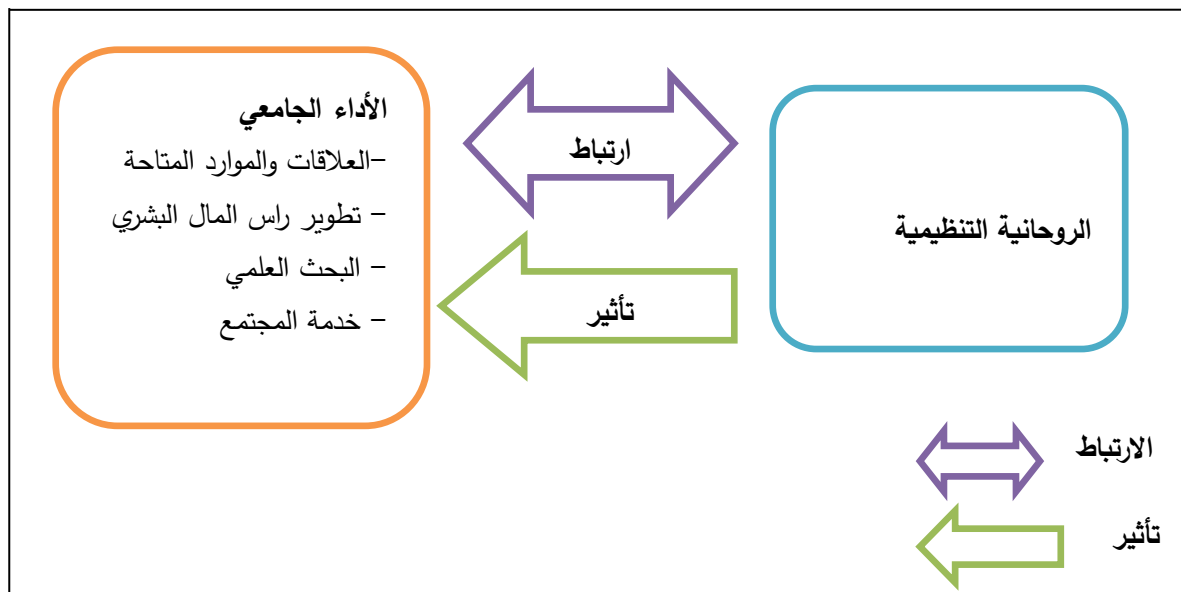 الأداء الجامعي
-العلاقات والموارد المتاحة
- تطوير راس المال البشري
- البحث العلمي
- خدمة المجتمع
ارتباط
تأثير
الروحانية التنظيمية
الارتباط
تأثير